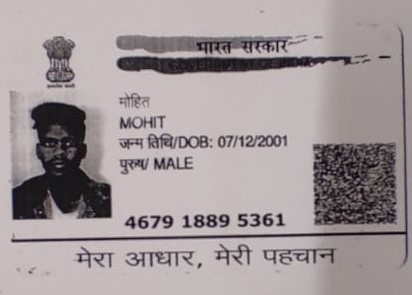 भारत सरकार
मोहित
MOHIT
जन्म तिथि/DOB: 07/12/2001
पुरुष/ MALE
4679 1889 5361
मेरा आधार, मेरी पहचान